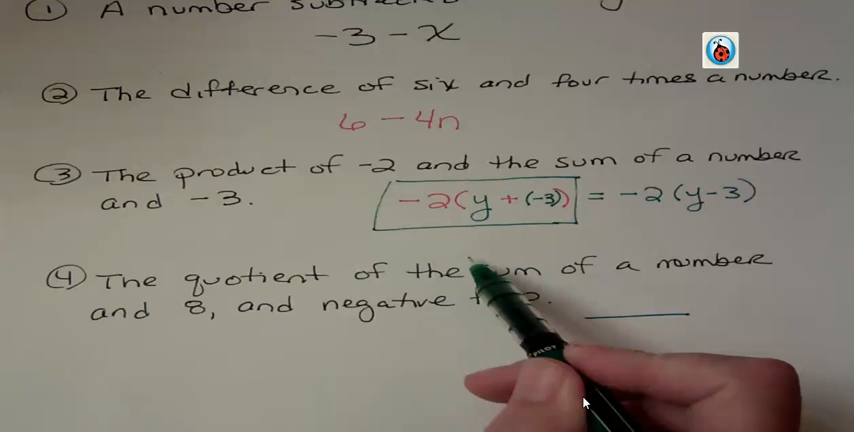 ① A number
-3 - x
② The difference of six and four times a number.
6 - 4n
③ The product of -2 and the sum of a number
and -3. -2(y + (-3)) = -2(y-3)
④ The quotient of the sum of a number
and 8, and negative
PILOT